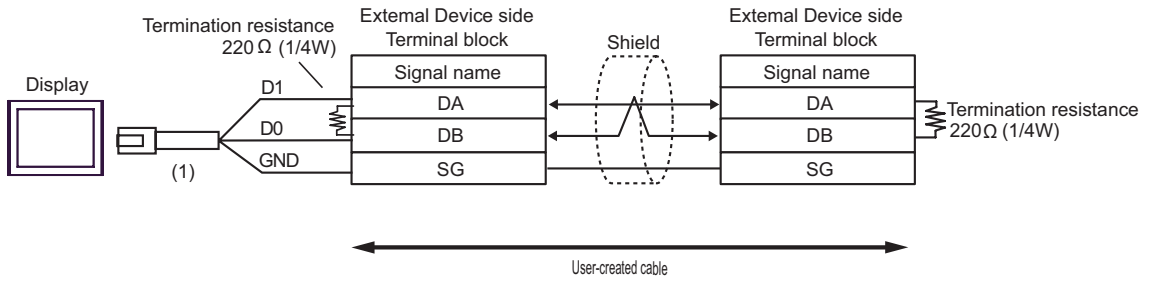 Termination resistance
220 Ω (1/4W)
Extemal Device side
Terminal block
Shield
Extemal Device side
Terminal block
Display
Signal name
Signal name
D1
DA
DA
Termination resistance
220Ω (1/4W)
D0
DB
DB
GND
SG
SG
(1)
User-created cable